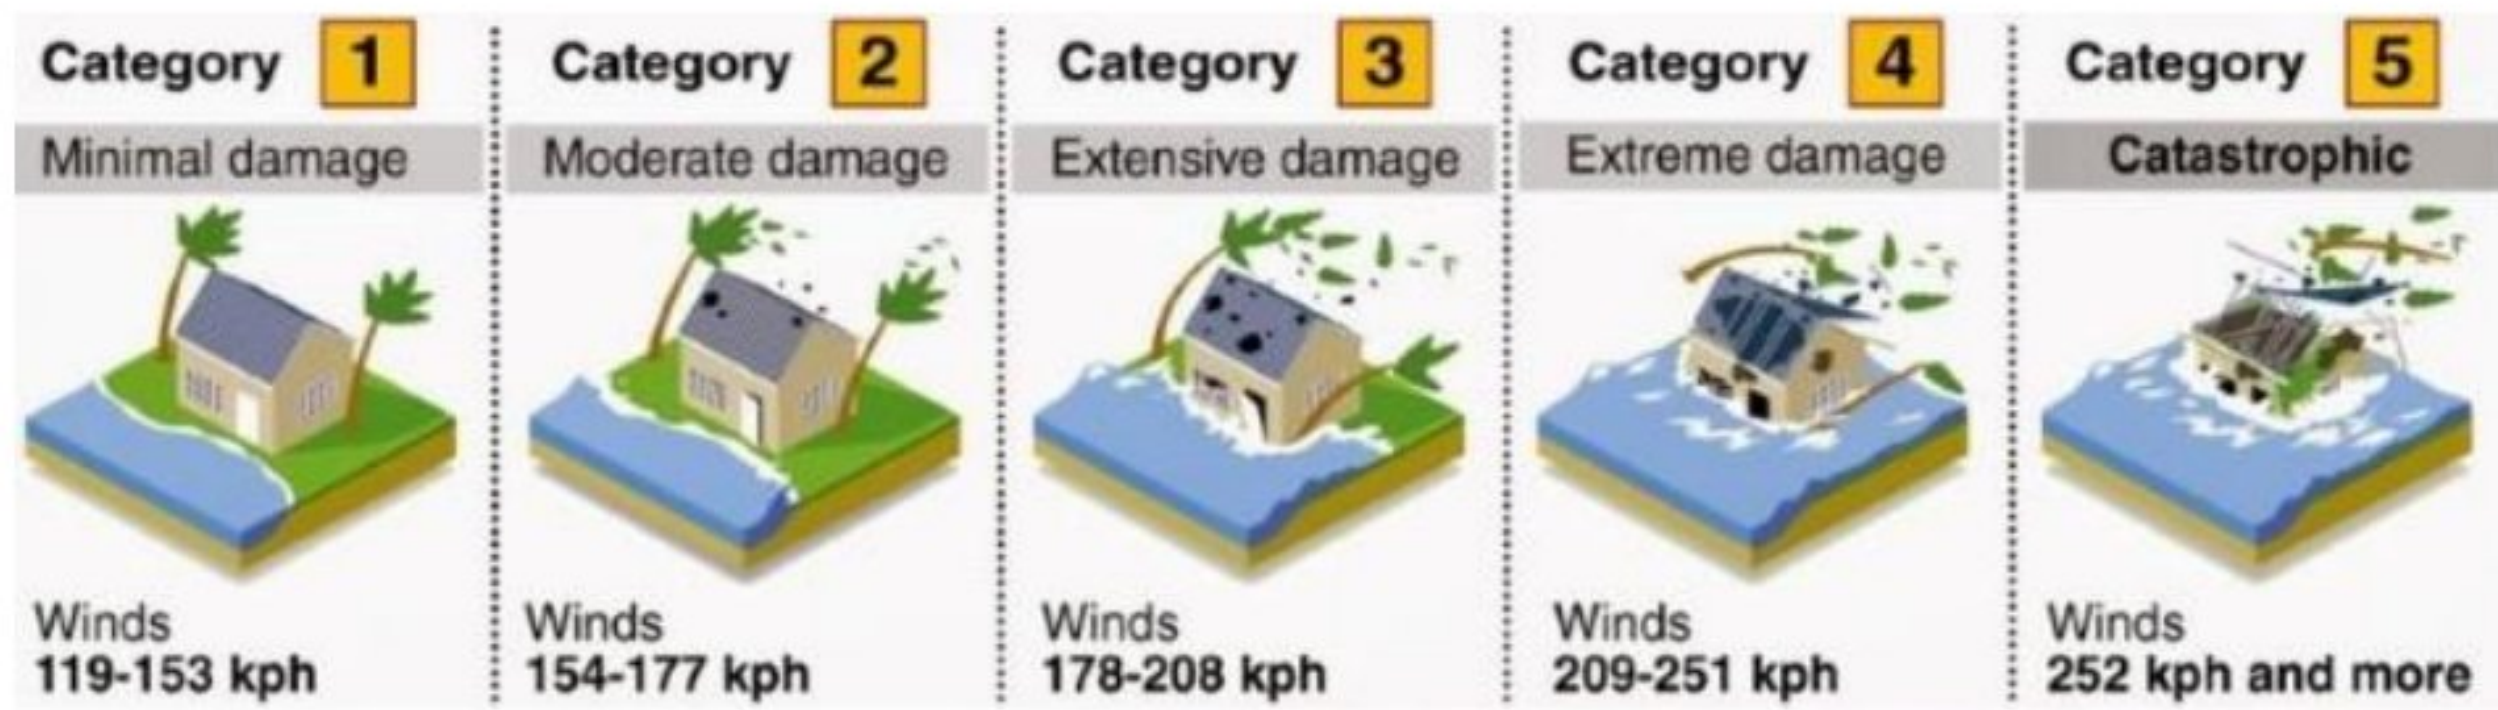 Category 1
Minimal damage
Winds
119-153 kph
Category 2
Moderate damage
Winds
154-177 kph
Category 3
Extensive damage
Winds
178-208 kph
Category 4
Extreme damage
Winds
209-251 kph
Category 5
Catastrophic
Winds
252 kph and more